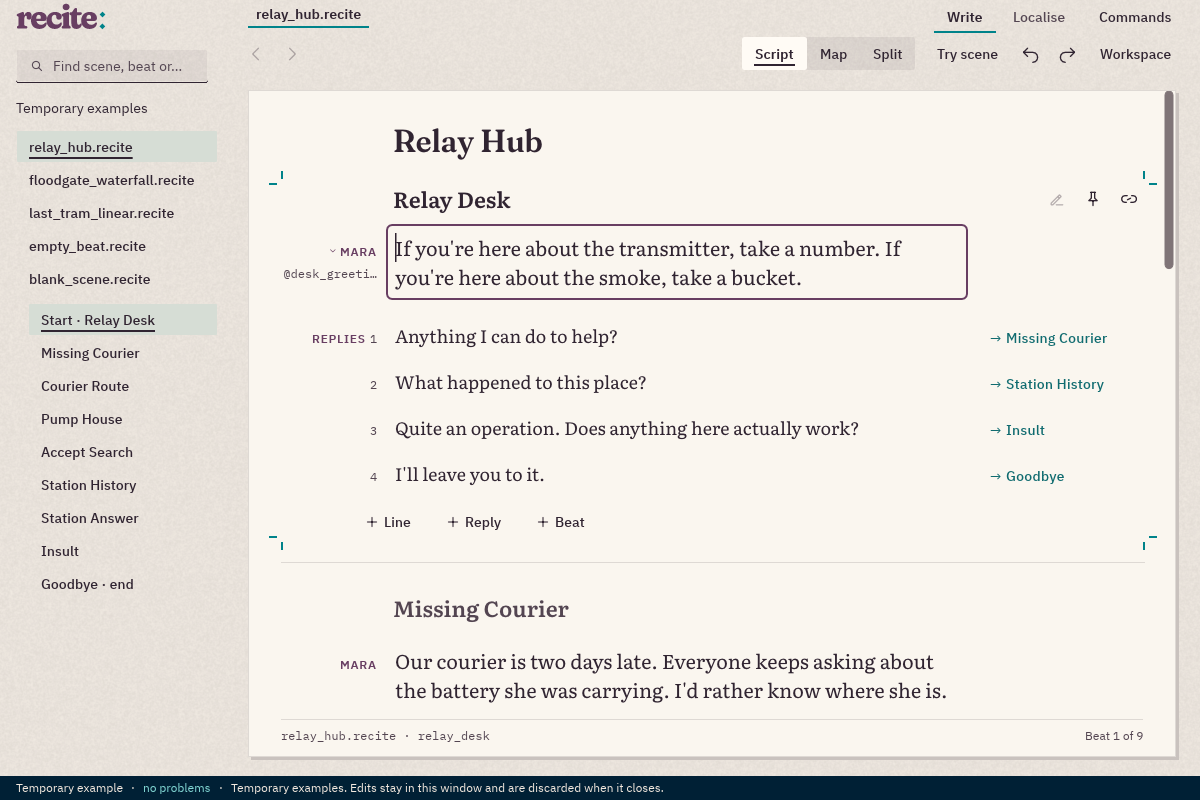 recite:
relay_hub.recite
Write
Localise
Commands
Find scene, beat or...
Script
Map
Split
Try scene
Workspace
Temporary examples
relay_hub.recite
floodgate_waterfall.recite
last_tram_linear.recite
empty_beat.recite
blank_scene.recite
Start · Relay Desk
Missing Courier
Courier Route
Pump House
Accept Search
Station History
Station Answer
Insult
Goodbye · end
Relay Hub
Relay Desk
MARA
@desk_greeti…
If you're here about the transmitter, take a number. If
you're here about the smoke, take a bucket.
REPLIES 1 Anything I can do to help? → Missing Courier
2 What happened to this place? → Station History
3 Quite an operation. Does anything here actually work? → Insult
4 I'll leave you to it. → Goodbye
+ Line + Reply + Beat
Missing Courier
MARA
Our courier is two days late. Everyone keeps asking about
the battery she was carrying. I'd rather know where she is.
relay_hub.recite · relay_desk
Beat 1 of 9
Temporary example · no problems · Temporary examples. Edits stay in this window and are discarded when it closes.